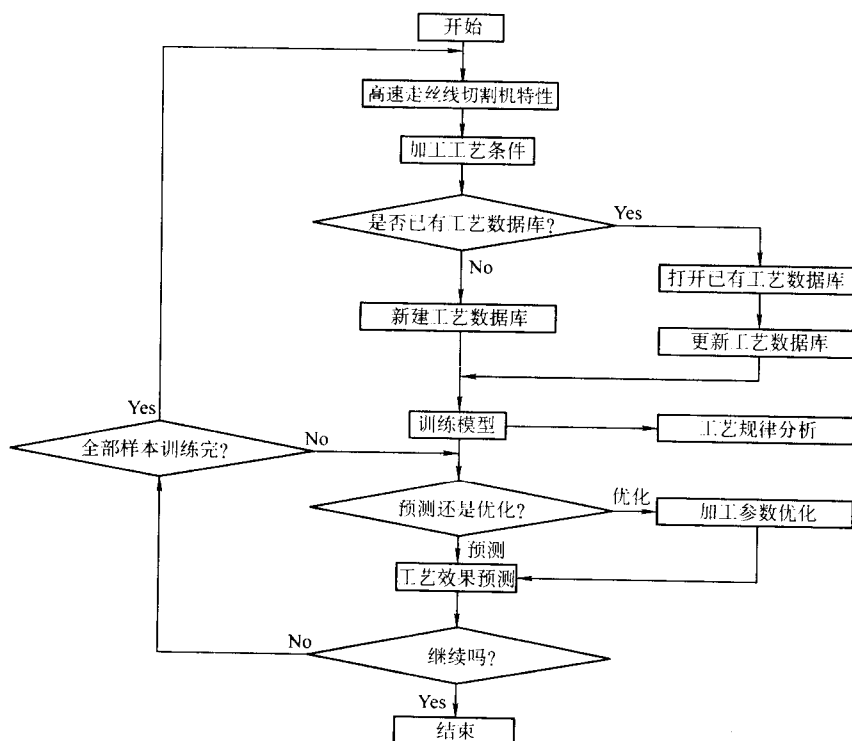 开始
高速走丝线切割机特性
加工工艺条件
是否已有工艺数据库?
Yes
No
打开已有工艺数据库
新建工艺数据库
更新工艺数据库
Yes
训练模型
工艺规律分析
全部样本训练完?
No
预测还是优化?
优化
加工参数优化
预测
工艺效果预测
No
继续吗?
Yes
结束